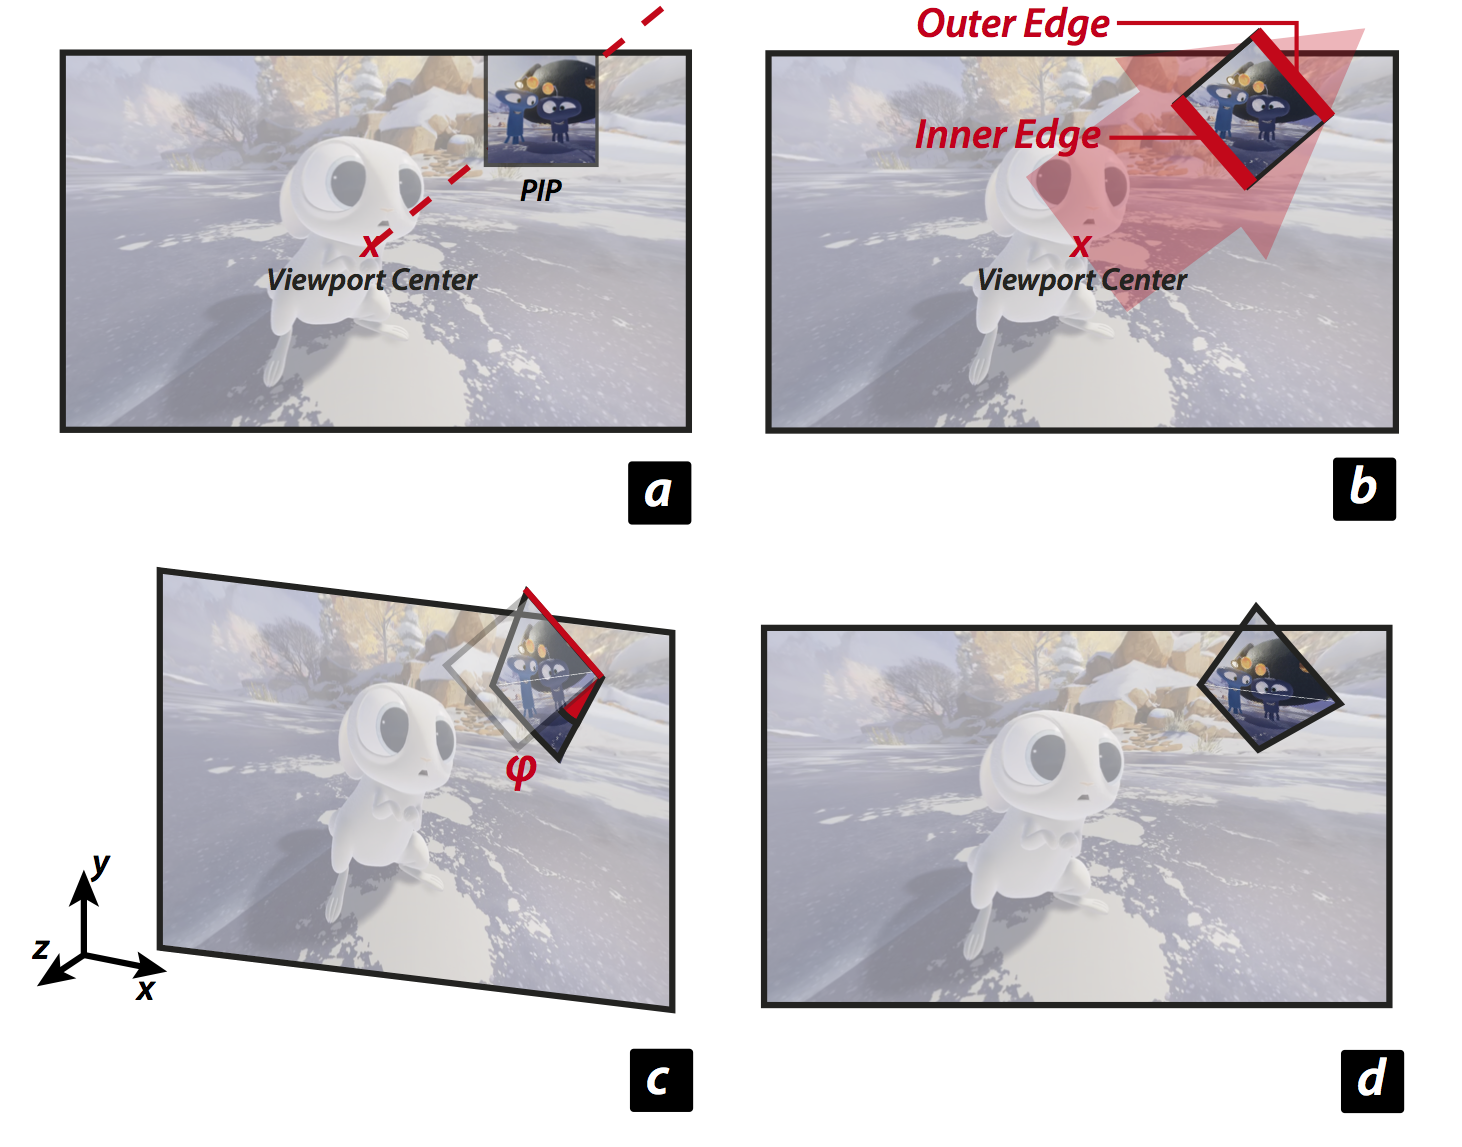 PIP
x
Viewport Center
a
Outer Edge
Inner Edge
x
Viewport Center
b
φ
y
z
x
c
d